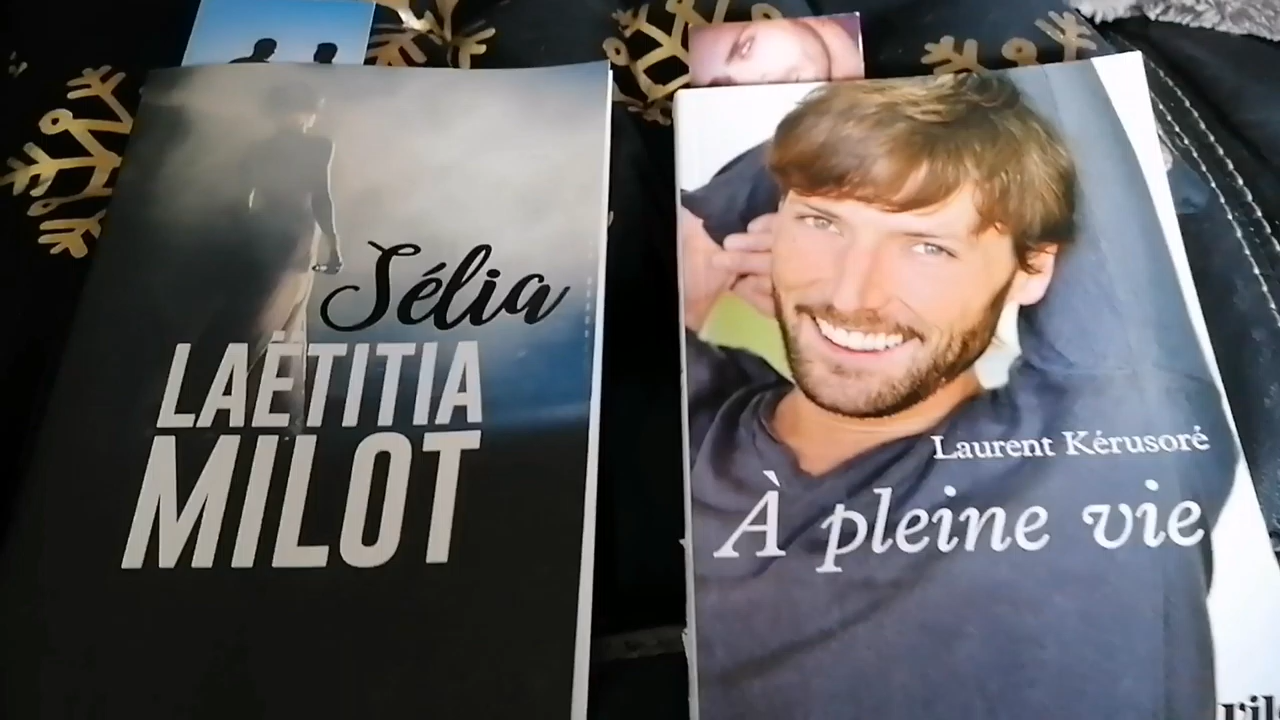 Sélia
LAËTITIA
MILOT
Laurent Kérusoré
À pleine vie